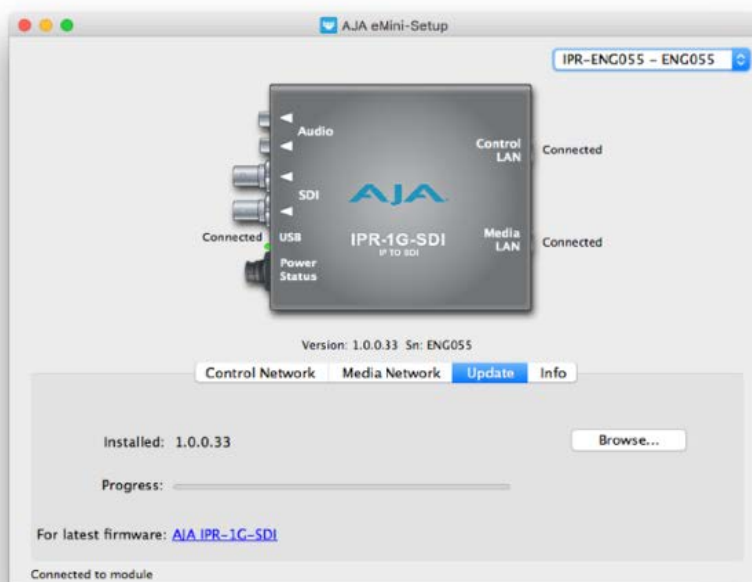 AJA eMini-Setup
IPR-ENG055 - ENG055
Audio
Control
LAN
Connected
SDI
AJA
Connected
USB
IPR-1G-SDI
IP TO SDI
Media
LAN
Connected
Power
Status
Version: 1.0.0.33 Sn: ENG055
Control Network Media Network Update Info
Installed: 1.0.0.33
Browse...
Progress:
For latest firmware: AJA IPR-1G-SDI
Connected to module